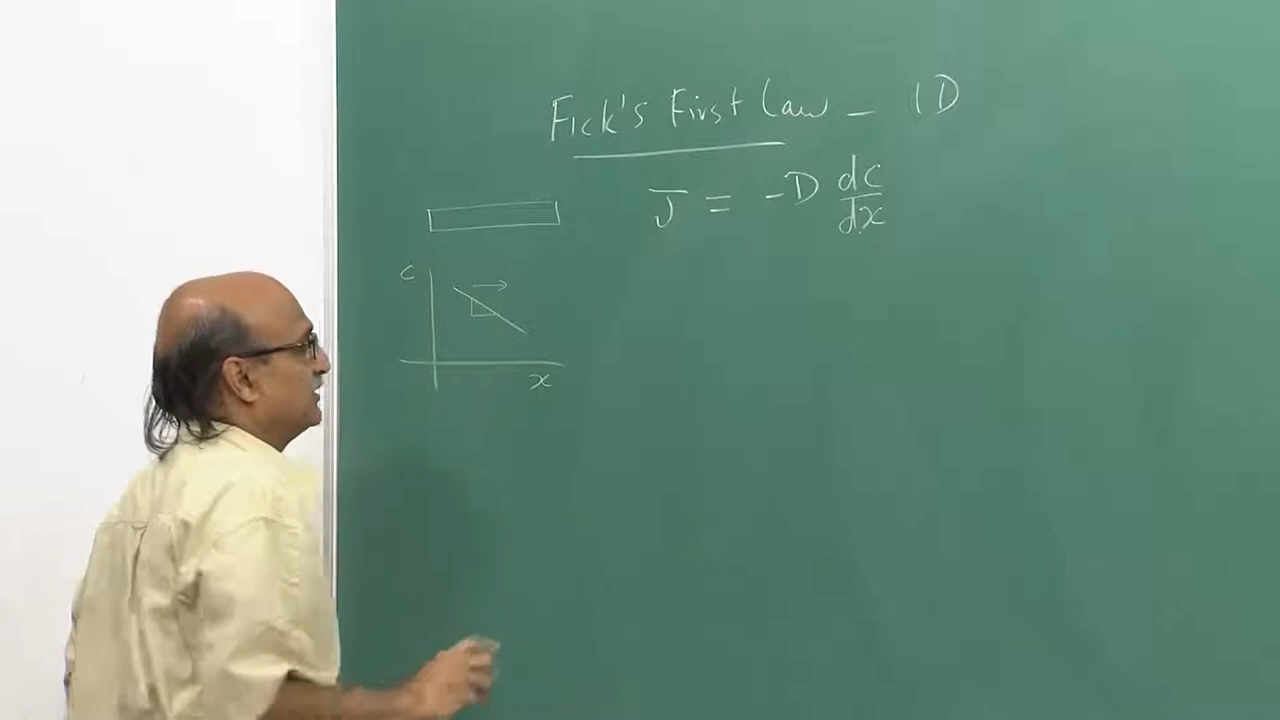 Fick's First Law - 1D
J = -D dc/dx
c
x